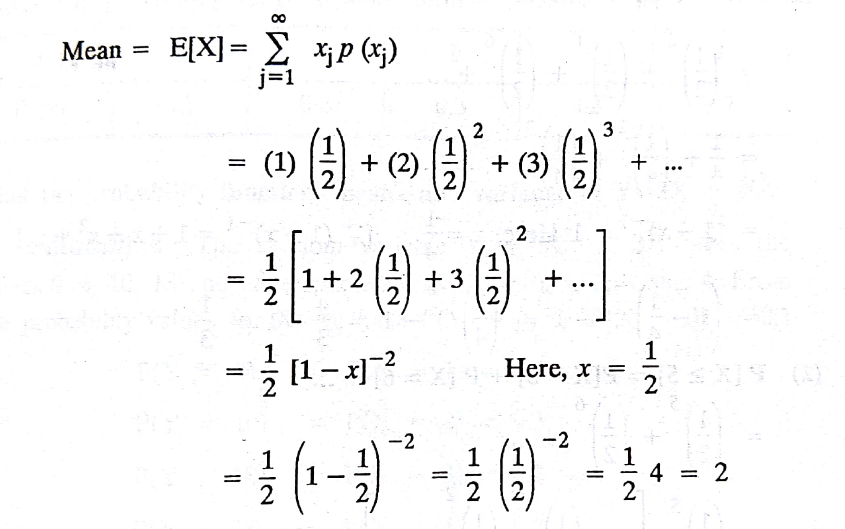 Mean = E[X] = ∑_{j=1}^{∞} x_j p (x_j)
= (1) (1/2) + (2) (1/2)^2 + (3) (1/2)^3 + ...
= 1/2 [1 + 2 (1/2) + 3 (1/2)^2 + ...]
= 1/2 [1 − x]^{−2} Here, x = 1/2
= 1/2 (1 − 1/2)^{−2} = 1/2 (1/2)^{−2} = 1/2 4 = 2